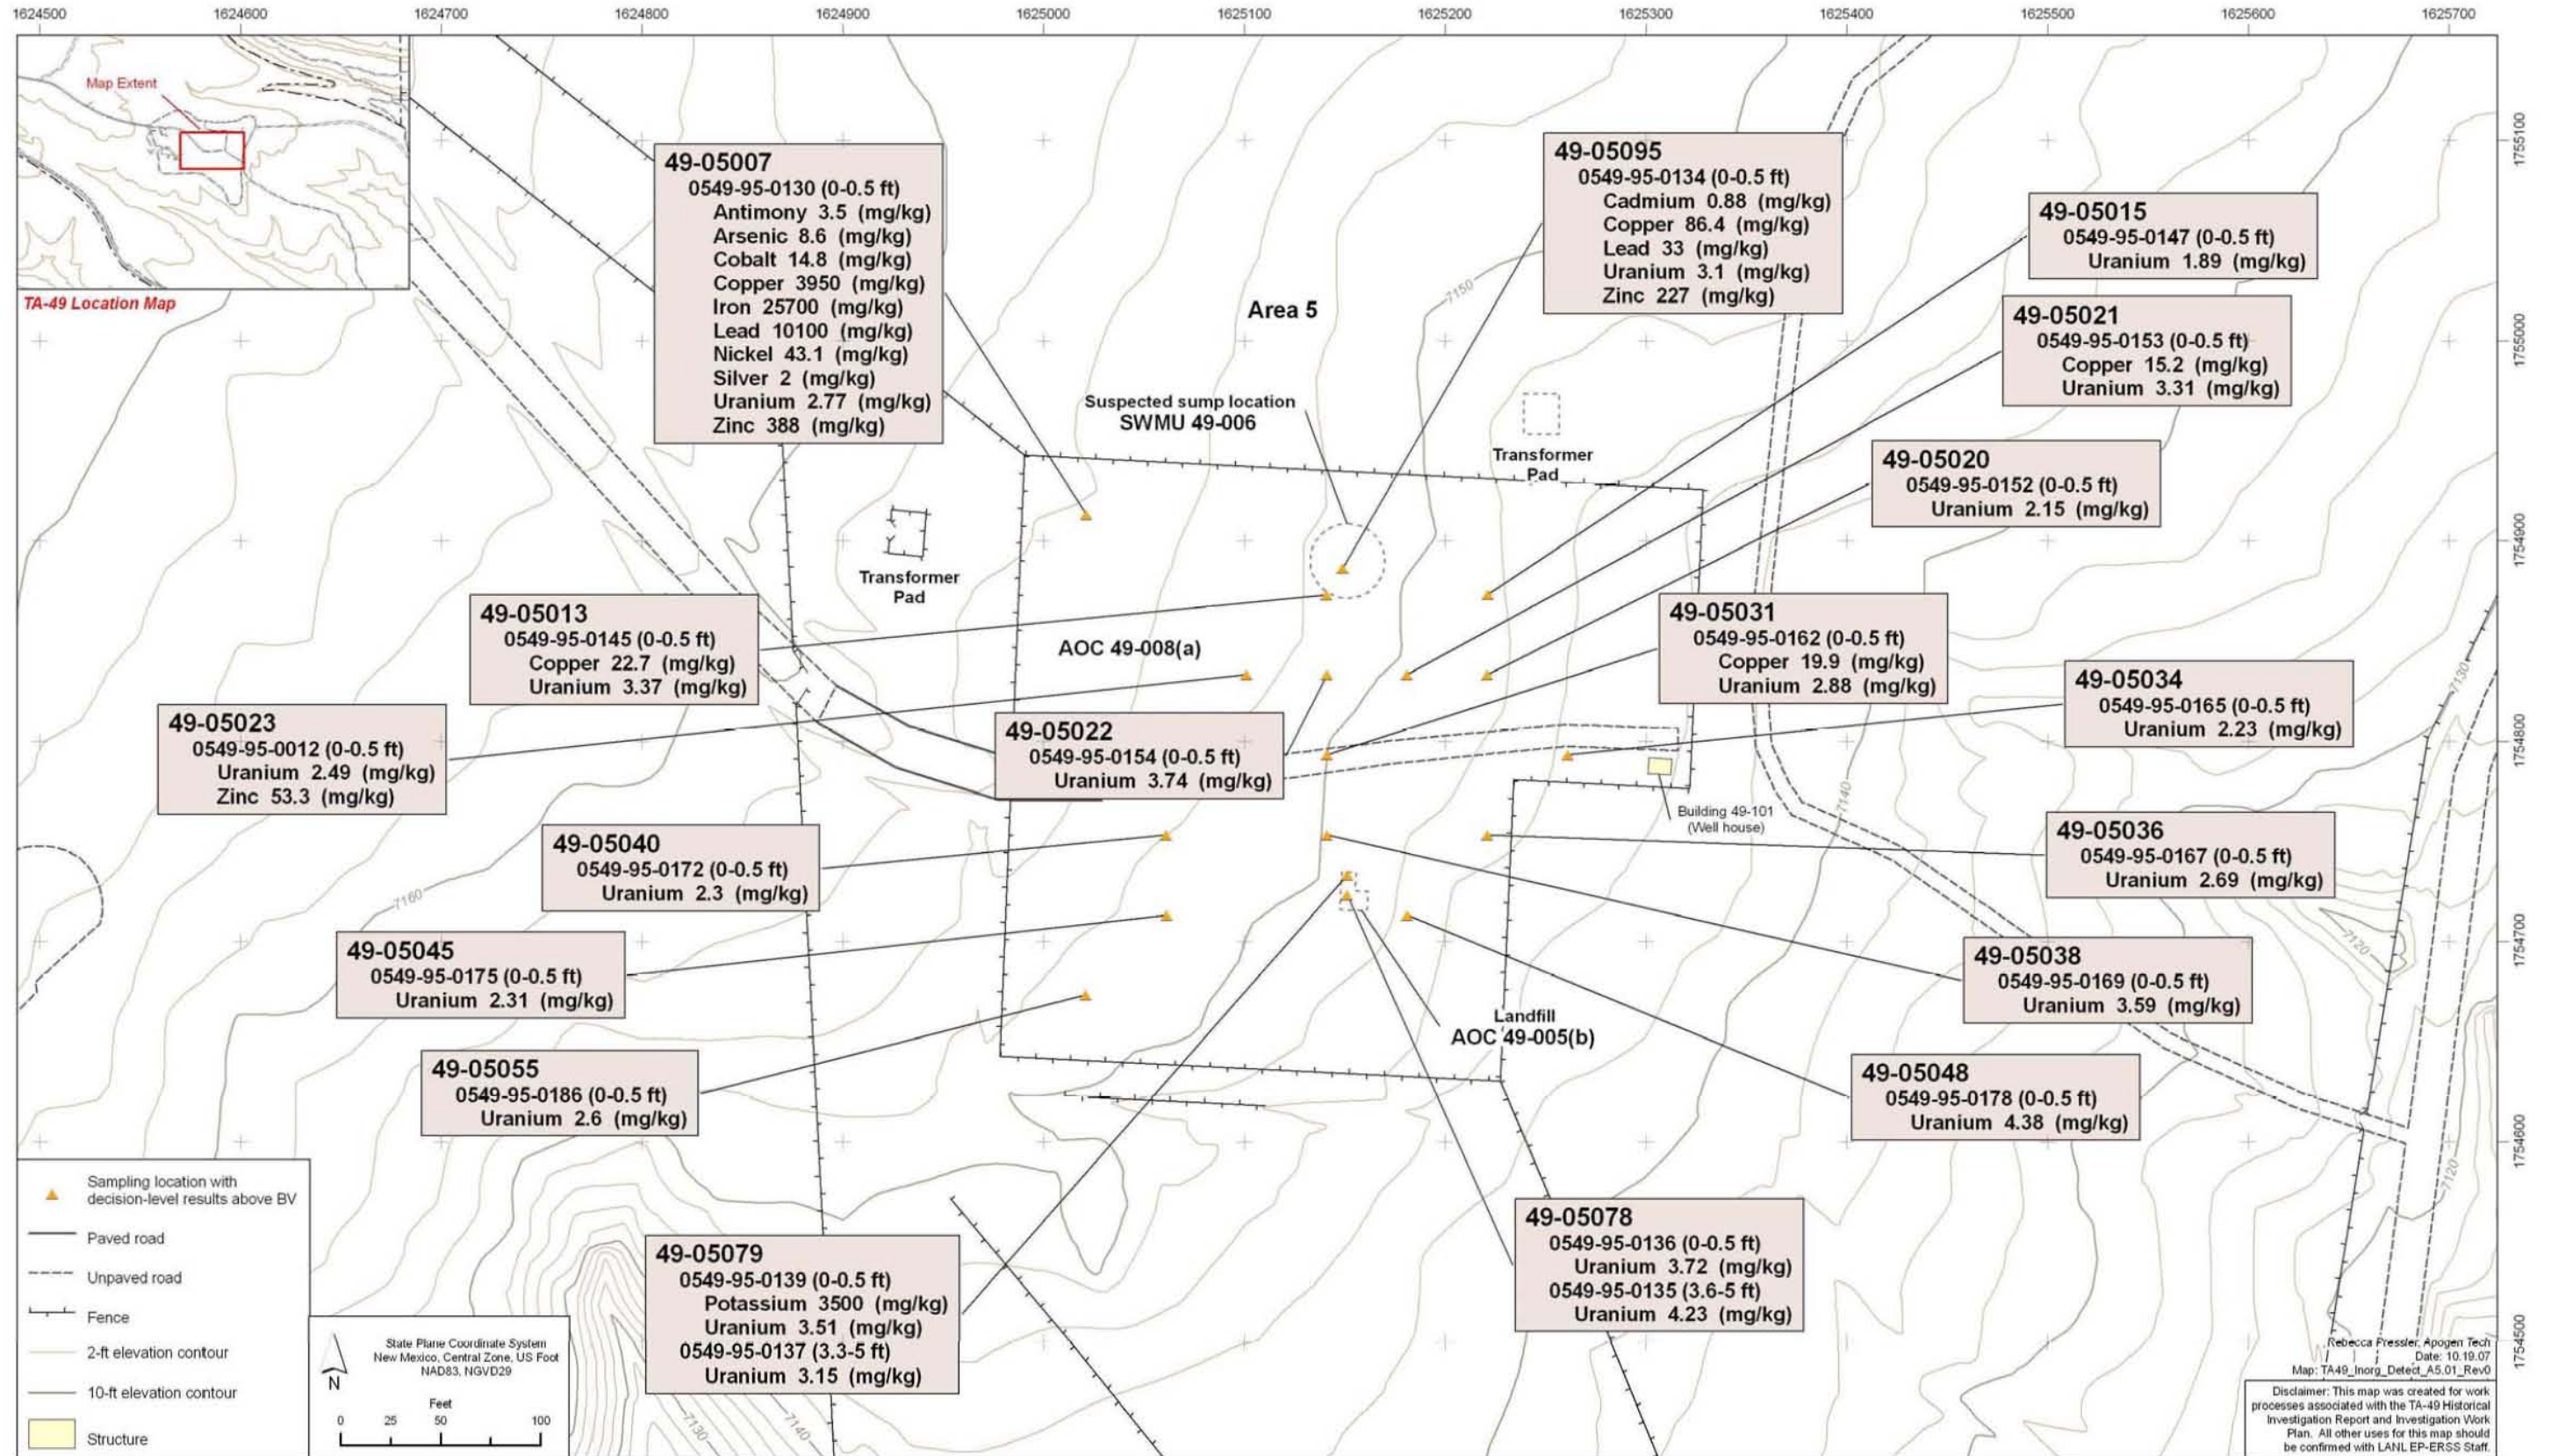 1624500 1624600 1624700 1624800 1624900 1625000 1625100 1625200 1625300 1625400 1625500 1625600 1625700
Map Extent
TA-49 Location Map
49-05007
0549-95-0130 (0-0.5 ft)
Antimony 3.5 (mg/kg)
Arsenic 8.6 (mg/kg)
Cobalt 14.8 (mg/kg)
Copper 3950 (mg/kg)
Iron 25700 (mg/kg)
Lead 10100 (mg/kg)
Nickel 43.1 (mg/kg)
Silver 2 (mg/kg)
Uranium 2.77 (mg/kg)
Zinc 388 (mg/kg)
Area 5
Suspected sump location
SWMU 49-006
7150
49-05095
0549-95-0134 (0-0.5 ft)
Cadmium 0.88 (mg/kg)
Copper 86.4 (mg/kg)
Lead 33 (mg/kg)
Uranium 3.1 (mg/kg)
Zinc 227 (mg/kg)
49-05015
0549-95-0147 (0-0.5 ft)
Uranium 1.89 (mg/kg)
49-05021
0549-95-0153 (0-0.5 ft)
Copper 15.2 (mg/kg)
Uranium 3.31 (mg/kg)
Transformer
Pad
49-05020
0549-95-0152 (0-0.5 ft)
Uranium 2.15 (mg/kg)
1755100
1755000
1754900
1754800
1754700
1754600
1754500
Transformer
Pad
49-05013
0549-95-0145 (0-0.5 ft)
Copper 22.7 (mg/kg)
Uranium 3.37 (mg/kg)
AOC 49-008(a)
49-05031
0549-95-0162 (0-0.5 ft)
Copper 19.9 (mg/kg)
Uranium 2.88 (mg/kg)
49-05034
0549-95-0165 (0-0.5 ft)
Uranium 2.23 (mg/kg)
7130
49-05023
0549-95-0012 (0-0.5 ft)
Uranium 2.49 (mg/kg)
Zinc 53.3 (mg/kg)
49-05022
0549-95-0154 (0-0.5 ft)
Uranium 3.74 (mg/kg)
Building 49-101
(Well house)
7140
49-05036
0549-95-0167 (0-0.5 ft)
Uranium 2.69 (mg/kg)
49-05040
0549-95-0172 (0-0.5 ft)
Uranium 2.3 (mg/kg)
7160
49-05045
0549-95-0175 (0-0.5 ft)
Uranium 2.31 (mg/kg)
49-05038
0549-95-0169 (0-0.5 ft)
Uranium 3.59 (mg/kg)
7120
Landfill
AOC 49-005(b)
49-05055
0549-95-0186 (0-0.5 ft)
Uranium 2.6 (mg/kg)
49-05048
0549-95-0178 (0-0.5 ft)
Uranium 4.38 (mg/kg)
7120
49-05079
0549-95-0139 (0-0.5 ft)
Potassium 3500 (mg/kg)
Uranium 3.51 (mg/kg)
0549-95-0137 (3.3-5 ft)
Uranium 3.15 (mg/kg)
49-05078
0549-95-0136 (0-0.5 ft)
Uranium 3.72 (mg/kg)
0549-95-0135 (3.6-5 ft)
Uranium 4.23 (mg/kg)
7130
7140
Sampling location with
decision-level results above BV
Paved road
Unpaved road
Fence
2-ft elevation contour
10-ft elevation contour
Structure
State Plane Coordinate System
New Mexico, Central Zone, US Foot
NAD83, NGVD29
N
Feet
0 25 50 100
Rebecca Pressler, Apogen Tech
Date: 10.19.07
Map: TA49_Inorg_Detect_A5.01_Rev0
Disclaimer: This map was created for work
processes associated with the TA-49 Historical
Investigation Report and Investigation Work
Plan. All other uses for this map should
be confirmed with LANL EP-ERSS Staff.